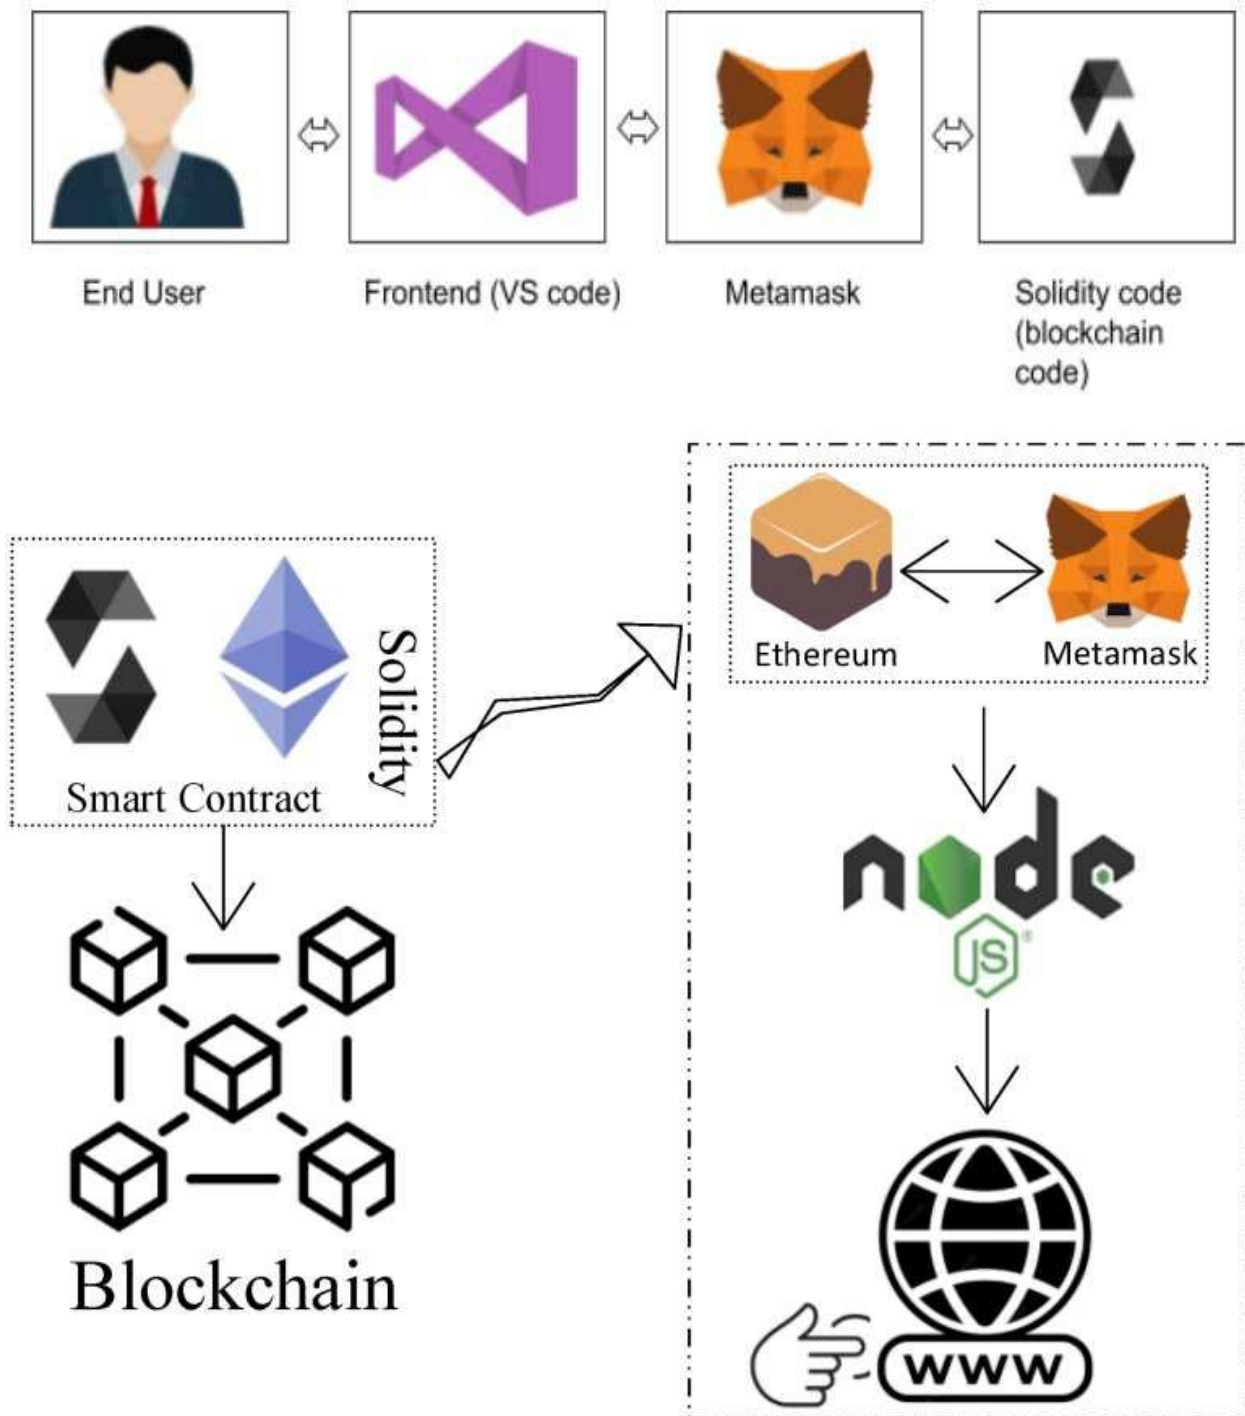 End User
Frontend (VS code)
Metamask
Solidity code
(blockchain
code)
Ethereum
Metamask
Solidity
Smart Contract
node
JS
Blockchain
www